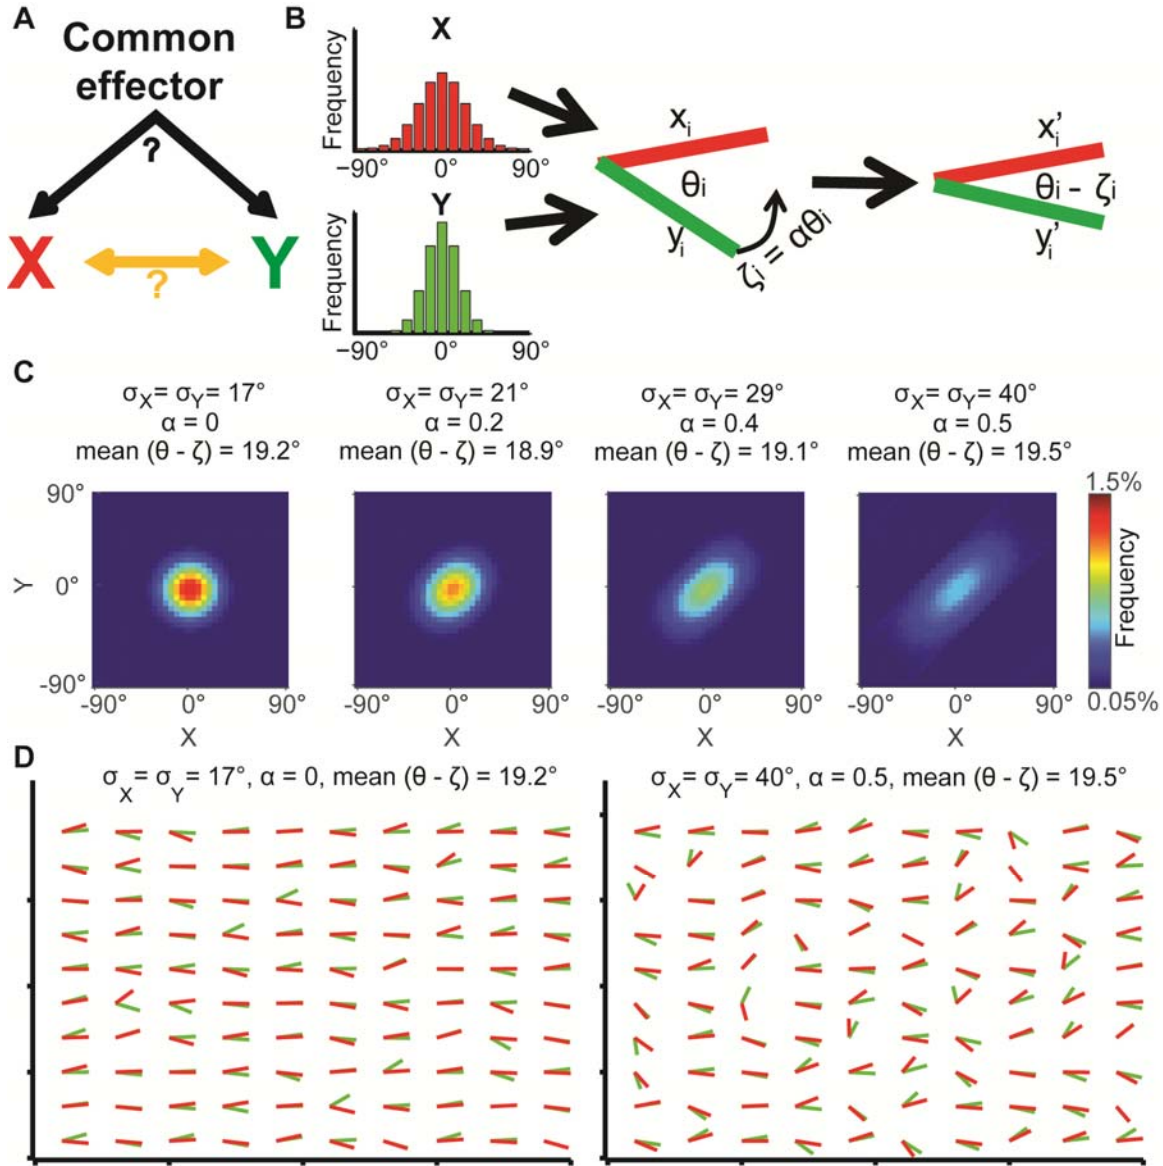 A
Common
effector
?
X
Y
?
B
X
Frequency
−90°
0°
90°
Y
Frequency
−90°
0°
90°
xᵢ
θᵢ
yᵢ
ζᵢ = αθᵢ
xᵢ’
θᵢ - ζᵢ
yᵢ’
C
σX= σY= 17°
α = 0
mean (θ - ζ) = 19.2°
σX= σY= 21°
α = 0.2
mean (θ - ζ) = 18.9°
σX= σY= 29°
α = 0.4
mean (θ - ζ) = 19.1°
σX= σY= 40°
α = 0.5
mean (θ - ζ) = 19.5°
90°
Y
0°
-90°
-90°
0°
90°
X
-90°
0°
90°
X
-90°
0°
90°
X
-90°
0°
90°
X
1.5%
Frequency
0.05%
D
σX= σY= 17°, α = 0, mean (θ - ζ) = 19.2°
σX= σY= 40°, α = 0.5, mean (θ - ζ) = 19.5°